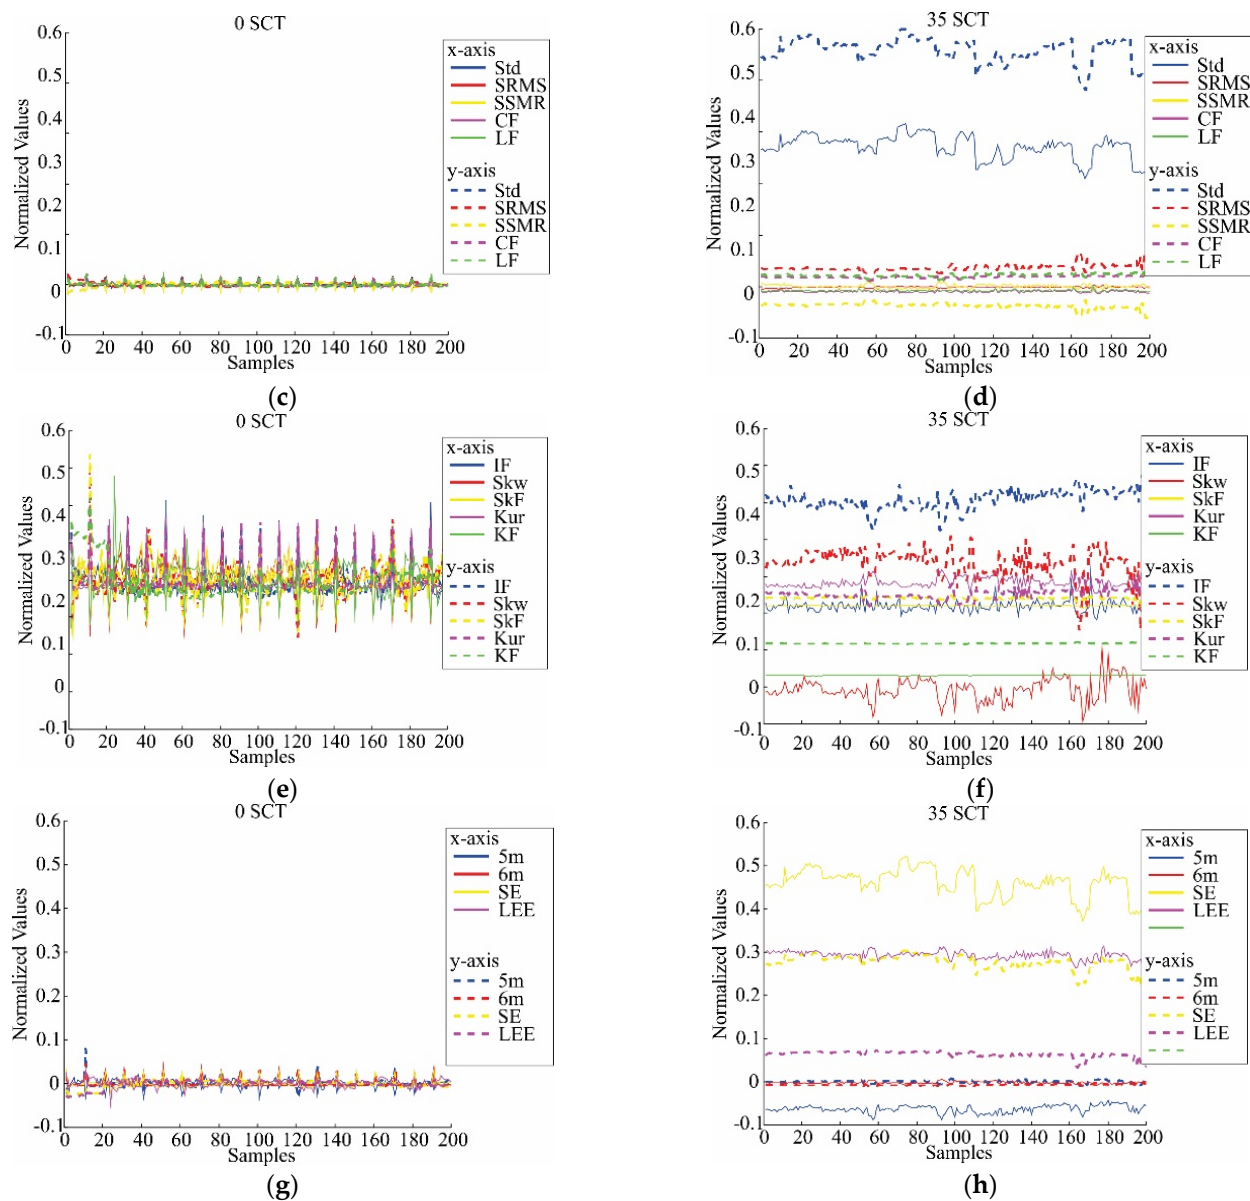 0 SCT
0.6
0.5
0.4
0.3
0.2
0.1
0
-0.1
Normalized Values
0 20 40 60 80 100 120 140 160 180 200
Samples
x-axis
Std
SRMS
SSMR
CF
LF
y-axis
Std
SRMS
SSMR
CF
LF
(c)
35 SCT
0.6
0.5
0.4
0.3
0.2
0.1
0
-0.1
Normalized Values
0 20 40 60 80 100 120 140 160 180 200
Samples
x-axis
Std
SRMS
SSMR
CF
LF
y-axis
Std
SRMS
SSMR
CF
LF
(d)
0 SCT
0.6
0.5
0.4
0.3
0.2
0.1
0
-0.1
Normalized Values
0 20 40 60 80 100 120 140 160 180 200
Samples
x-axis
IF
Skw
SkF
Kur
KF
y-axis
IF
Skw
SkF
Kur
KF
(e)
35 SCT
0.6
0.5
0.4
0.3
0.2
0.1
0
-0.1
Normalized Values
0 20 40 60 80 100 120 140 160 180 200
Samples
x-axis
IF
Skw
SkF
Kur
KF
y-axis
IF
Skw
SkF
Kur
KF
(f)
0 SCT
0.6
0.5
0.4
0.3
0.2
0.1
0
-0.1
Normalized Values
0 20 40 60 80 100 120 140 160 180 200
Samples
x-axis
5m
6m
SE
LEE
y-axis
5m
6m
SE
LEE
(g)
35 SCT
0.6
0.5
0.4
0.3
0.2
0.1
0
-0.1
Normalized Values
0 20 40 60 80 100 120 140 160 180 200
Samples
x-axis
5m
6m
SE
LEE
y-axis
5m
6m
SE
LEE
(h)